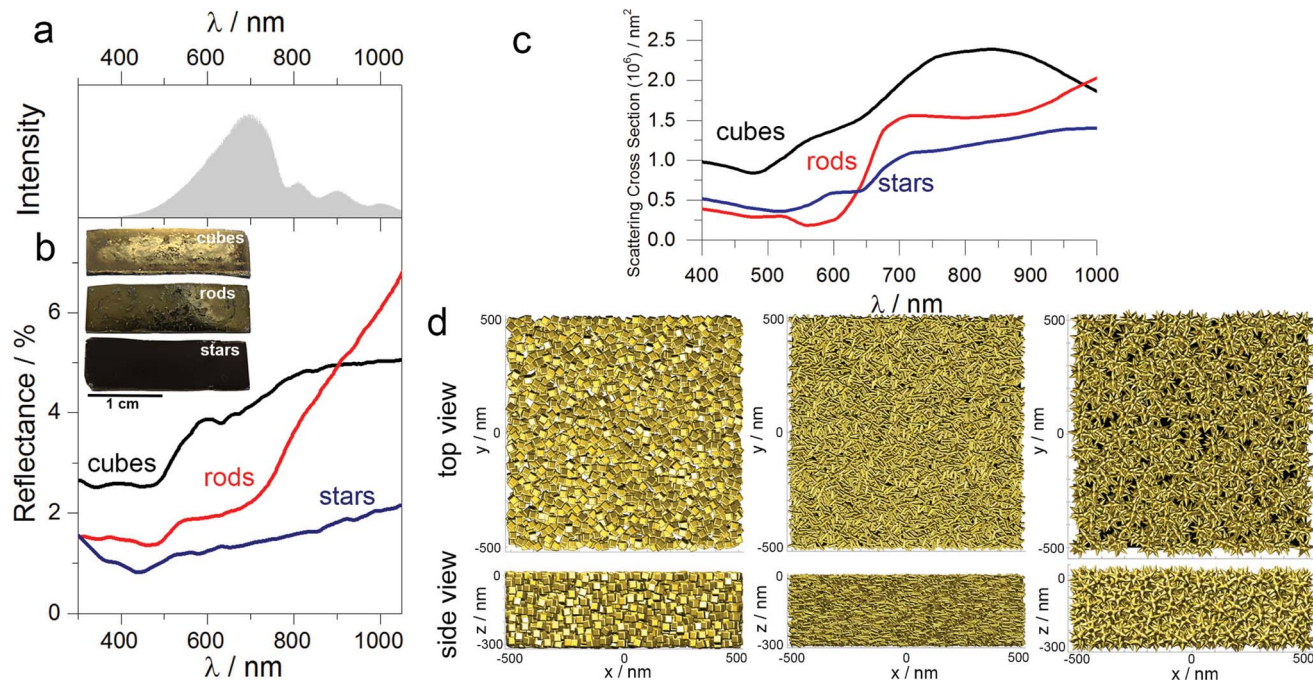 a
λ / nm
400 600 800 1000
Intensity
b
cubes
rods
stars
1 cm
Reflectance / %
6
4
2
0
cubes
rods
stars
400 600 800 1000
λ / nm
c
Scattering Cross Section (10⁶) / nm²
2.5
2.0
1.5
1.0
0.5
0.0
cubes
rods
stars
400 500 600 700 800 900 1000
λ / nm
d
top view
y / nm
500
0
-500
y / nm
500
0
-500
y / nm
500
0
-500
side view
z / nm
0
-300
-500 0 500
x / nm
z / nm
0
-300
-500 0 500
x / nm
z / nm
0
-300
-500 0 500
x / nm